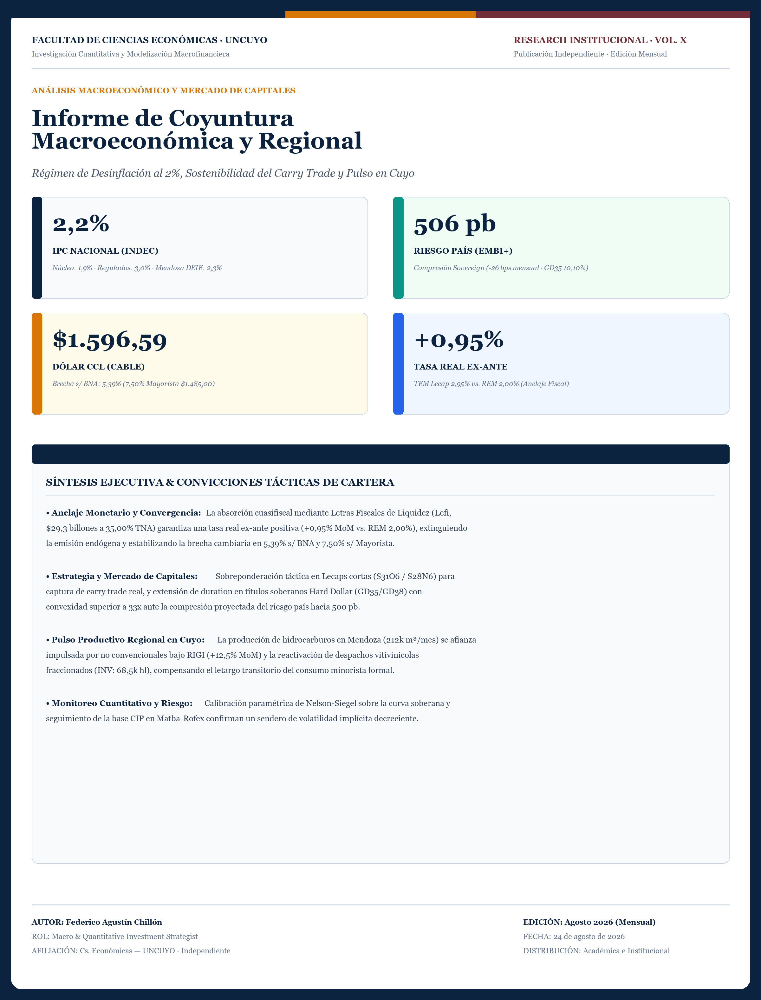 FACULTAD DE CIENCIAS ECONÓMICAS · UNCUYO
Investigación Cuantitativa y Modelización Macrofinanciera
RESEARCH INSTITUCIONAL · VOL. X
Publicación Independiente · Edición Mensual
ANÁLISIS MACROECONÓMICO Y MERCADO DE CAPITALES
Informe de Coyuntura
Macroeconómica y Regional
Régimen de Desinflación al 2%, Sostenibilidad del Carry Trade y Pulso en Cuyo
2,2%
IPC NACIONAL (INDEC)
Núcleo: 1,9% · Regulados: 3,0% · Mendoza DEIE: 2,3%
506 pb
RIESGO PAÍS (EMBI+)
Compresión Sovereign (-26 bps mensual · GD35 10,10%)
$1.596,59
DÓLAR CCL (CABLE)
Brecha s/ BNA: 5,39% (7,50% Mayorista $1.485,00)
+0,95%
TASA REAL EX-ANTE
TEM Lecap 2,95% vs. REM 2,00% (Anclaje Fiscal)
SÍNTESIS EJECUTIVA & CONVICCIONES TÁCTICAS DE CARTERA
• Anclaje Monetario y Convergencia: La absorción cuasifiscal mediante Letras Fiscales de Liquidez (Lefi,
$29,3 billones a 35,00% TNA) garantiza una tasa real ex-ante positiva (+0,95% MoM vs. REM 2,00%), extinguiendo
la emisión endógena y estabilizando la brecha cambiaria en 5,39% s/ BNA y 7,50% s/ Mayorista.
• Estrategia y Mercado de Capitales: Sobreponderación táctica en Lecaps cortas (S31O6 / S28N6) para
captura de carry trade real, y extensión de duration en títulos soberanos Hard Dollar (GD35/GD38) con
convexidad superior a 33x ante la compresión proyectada del riesgo país hacia 500 pb.
• Pulso Productivo Regional en Cuyo: La producción de hidrocarburos en Mendoza (212k m³/mes) se afianza
impulsada por no convencionales bajo RIGI (+12,5% MoM) y la reactivación de despachos vitivinícolas
fraccionados (INV: 68,5k hl), compensando el letargo transitorio del consumo minorista formal.
• Monitoreo Cuantitativo y Riesgo: Calibración paramétrica de Nelson-Siegel sobre la curva soberana y
seguimiento de la base CIP en Matba-Rofex confirman un sendero de volatilidad implícita decreciente.
AUTOR: Federico Agustín Chillón
ROL: Macro & Quantitative Investment Strategist
AFILIACIÓN: Cs. Económicas — UNCUYO · Independiente
EDICIÓN: Agosto 2026 (Mensual)
FECHA: 24 de agosto de 2026
DISTRIBUCIÓN: Académica e Institucional